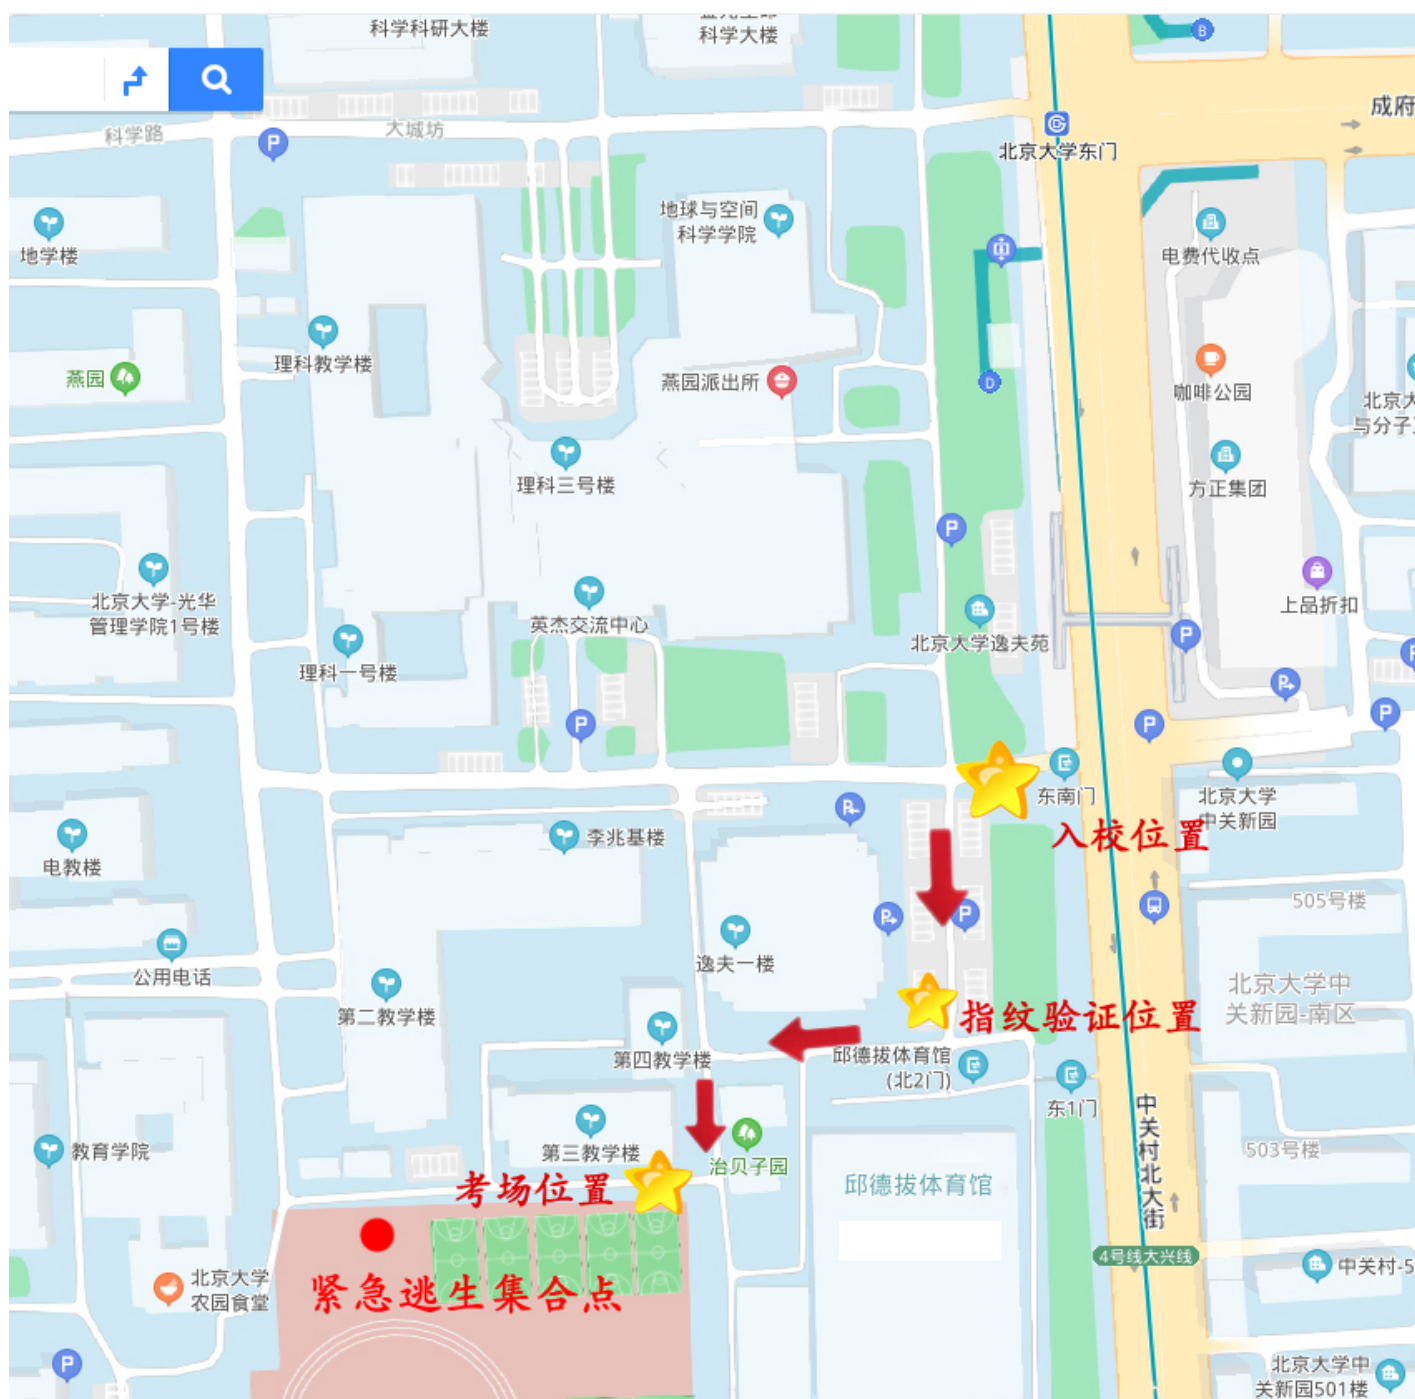 科学科研大楼
科学大楼
B
成府
科学路
大城坊
P
北京大学东门
地球与空间
科学学院
地学楼
电费代收点
理科教学楼
燕园
燕园派出所
D
咖啡公园
北京大
与分子
理科三号楼
方正集团
P
北京大学-光华
管理学院1号楼
英杰交流中心
上品折扣
北京大学逸夫苑
P
理科一号楼
P
P
P
P
P
东南门
北京大学
中关新园
入校位置
P
李兆基楼
电教楼
505号楼
P
P
逸夫一楼
公用电话
北京大学中
关新园-南区
第二教学楼
指纹验证位置
第四教学楼
邱德拔体育馆
(北2门)
东1门
中关村北大街
教育学院
第三教学楼
治贝子园
503号楼
考场位置
邱德拔体育馆
4号线大兴线
中关村-5
北京大学
农园食堂
紧急逃生集合点
P
北京大学中
关新园501楼